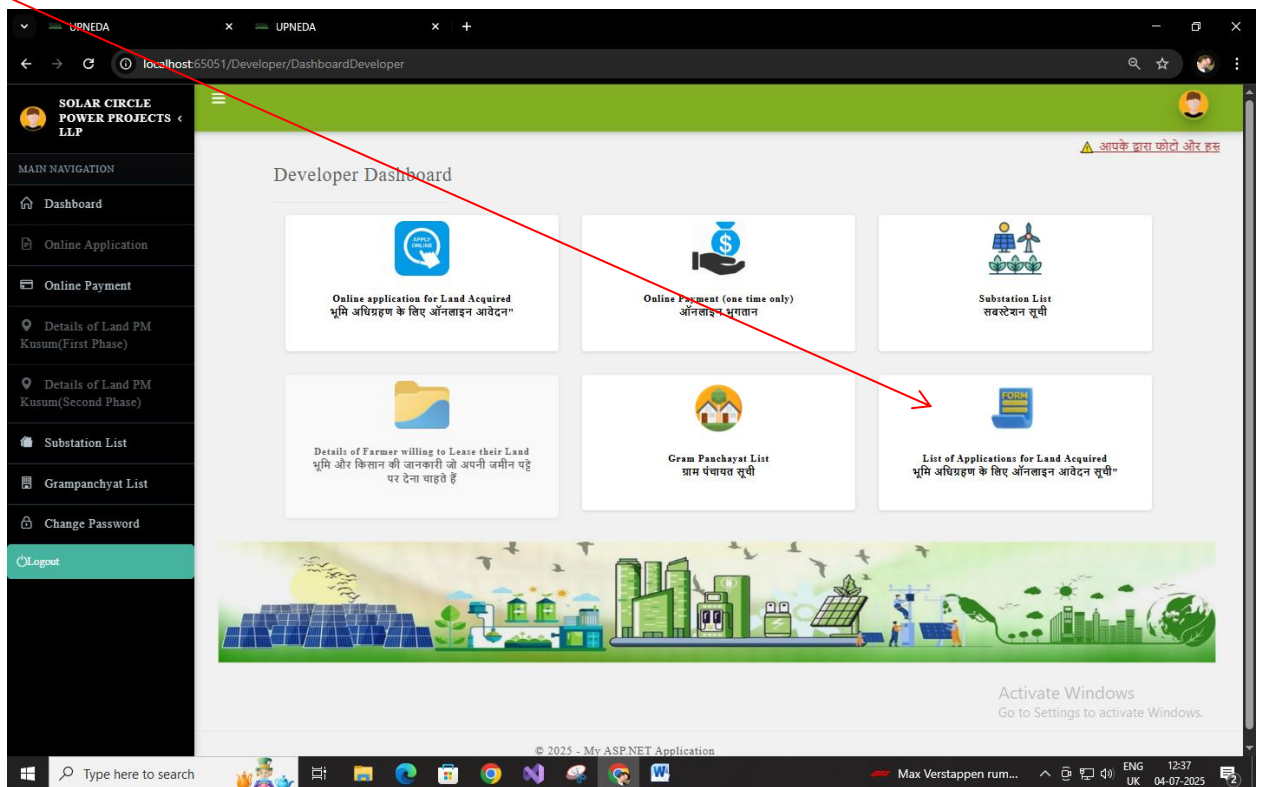 UPNEDA
UPNEDA
localhost:65051/Developer/DashboardDeveloper
SOLAR CIRCLE
POWER PROJECTS
LLP
आपके द्वारा फोटो और हस
MAIN NAVIGATION
Dashboard
Online Application
Online Payment
Details of Land PM
Kusum(First Phase)
Details of Land PM
Kusum(Second Phase)
Substation List
Grampanchyat List
Change Password
Logout
Developer Dashboard
APPLY
ONLINE
Online application for Land Acquired
भूमि अधिग्रहण के लिए ऑनलाइन आवेदन"
$
Online Payment (one time only)
ऑनलाइन भुगतान
Substation List
सबस्टेशन सूची
Details of Farmer willing to Lease their Land
भूमि और किसान की जानकारी जो अपनी जमीन पट्टे
पर देना चाहते हैं
Gram Panchayat List
ग्राम पंचायत सूची
FORM
List of Applications for Land Acquired
भूमि अधिग्रहण के लिए ऑनलाइन आवेदन सूची"
Activate Windows
Go to Settings to activate Windows.
© 2025 - My ASP.NET Application
Type here to search
Max Verstappen rum...
ENG
UK
12:37
04-07-2025
2